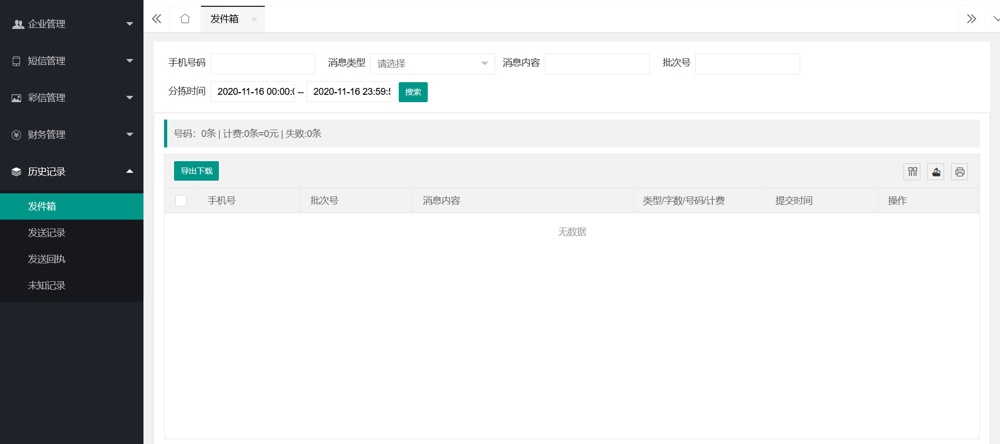 企业管理
短信管理
彩信管理
财务管理
历史记录
发件箱
发送记录
发送回执
未知记录
发件箱
手机号码
消息类型 请选择
消息内容
批次号
分拣时间 2020-11-16 00:00:0 -- 2020-11-16 23:59:5 搜索
号码：0条 | 计费:0条=0元 | 失败:0条
导出下载
手机号 批次号 消息内容 类型/字数/号码/计费 提交时间 操作
无数据